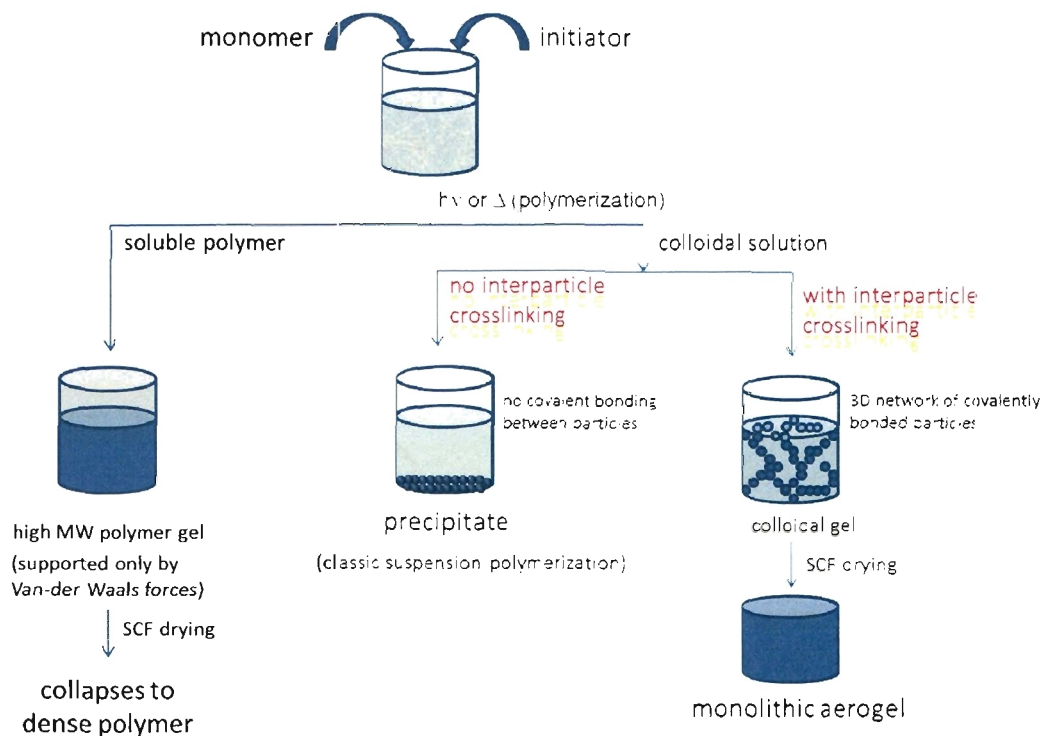 monomer
initiator
hν or Δ (polymerization)
soluble polymer
colloidal solution
no interparticle
crosslinking
with interparticle
crosslinking
no covalent bonding
between particles
3D network of covalently
bonded particles
high MW polymer gel
(supported only by
Van-der Waals forces)
precipitate
(classic suspension polymerization)
colloical gel
SCF drying
SCF drying
collapses to
dense polymer
monolithic aerogel